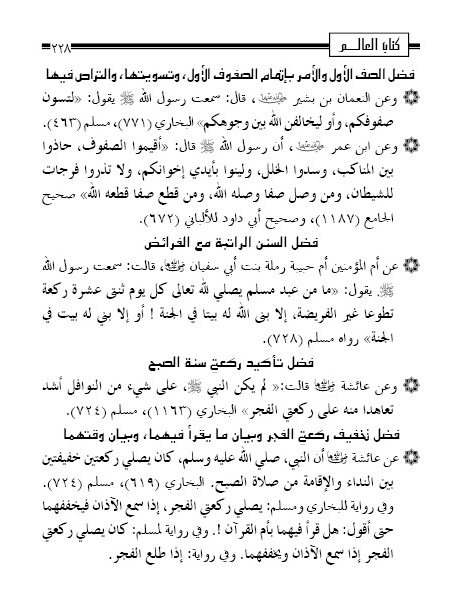 كتاب العالم
٢٢٨
فضل الصف الأول والأمر بإتمام الصفوف الأول، وتسويتها، والتراص فيها
وعن النعمان بن بشير رضي الله عنهما، قال: سمعت رسول الله ﷺ يقول: «لتسون
صفوفكم، وأو ليخالفن الله بين وجوهكم» البخاري (٧٧١)، مسلم (٤٦٣).
وعن ابن عمر رضي الله عنهما، أن رسول الله ﷺ قال: «أقيموا الصفوف، حاذوا
بين المناكب، وسدوا الخلل، ولينوا بأيدي إخوانكم، ولا تذروا فرجات
للشيطان، ومن وصل صفا وصله الله، ومن قطع صفا قطعه الله» صحيح
الجامع (١١٨٧)، وصحيح أبي داود للألباني (٦٧٢).
فضل السنن الراتبة مع الفرائض
عن أم المؤمنين أم حبيبة رملة بنت أبي سفيان رضي الله عنها، قالت: سمعت رسول الله
ﷺ. يقول: «ما من عبد مسلم يصلي لله تعالى كل يوم ثنتى عشرة ركعة
تطوعا غير الفريضة، إلا بنى الله له بيتا في الجنة ! أو إلا بني له بيت في
الجنة» رواه مسلم (٧٢٨).
فضل تأكيد ركعتي سنة الصبح
وعن عائشة رضي الله عنها قالت:« لم يكن النبي ﷺ، على شيء من النوافل أشد
تعاهدا منه على ركعتي الفجر» البخاري (١١٦٣)، مسلم (٧٢٤).
فضل تخفيف ركعتي الفجر وبيان ما يقرأ فيهما، وبيان وقتهما
عن عائشة رضي الله عنها أن النبي، صلي الله عليه وسلم، كان يصلي ركعتين خفيفتين
بين النداء والإقامة من صلاة الصبح. البخاري (٦١٩)، مسلم (٧٢٤).
وفي رواية للبخاري ومسلم: يصلي ركعتي الفجر، إذا سمع الآذان فيخففهما
حتى أقول: هل قرأ فيهما بأم القرآن !. وفي رواية لمسلم: كان يصلي ركعتي
الفجر إذا سمع الآذان ويخففهما. وفي رواية: إذا طلع الفجر.